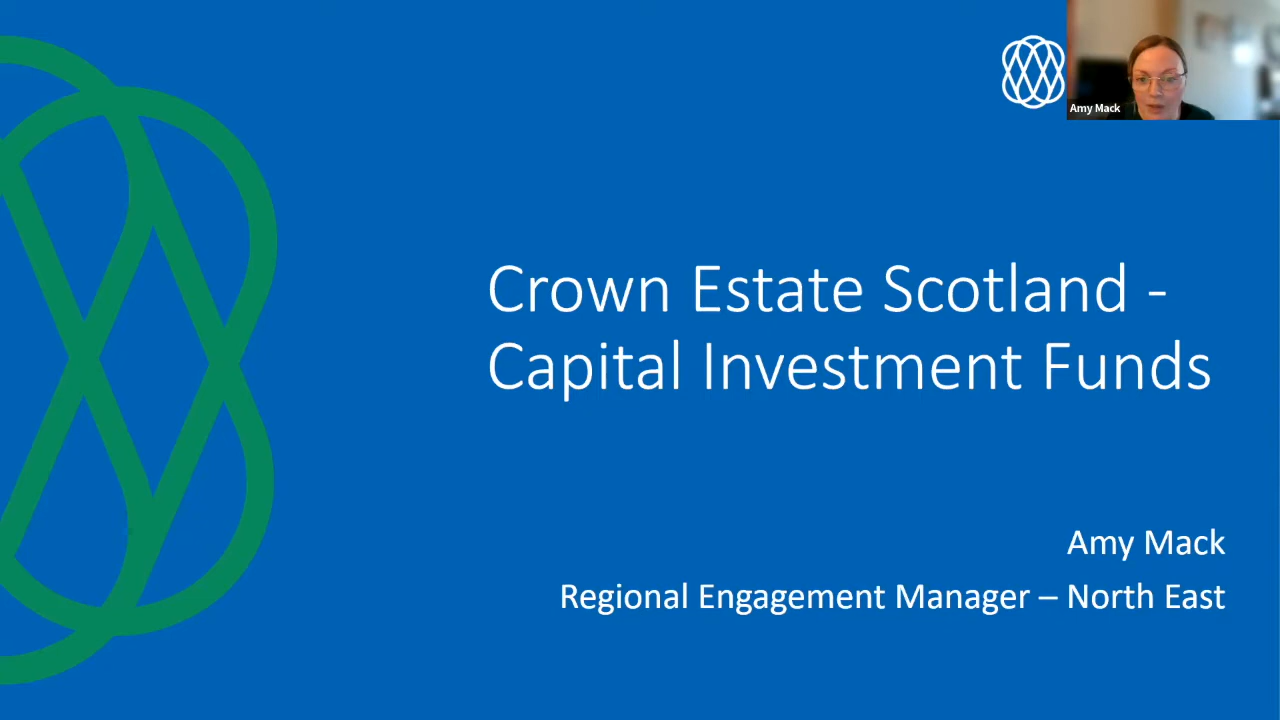 Amy Mack
Crown Estate Scotland -
Capital Investment Funds
Amy Mack
Regional Engagement Manager – North East